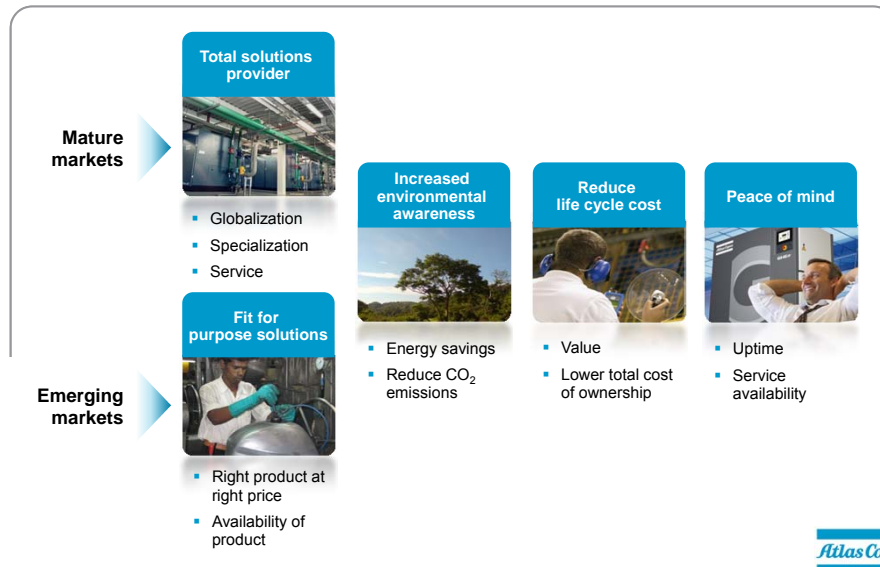 Total solutions
provider
Mature
markets
Globalization
Specialization
Service
Increased
environmental
awareness
Energy savings
Reduce CO₂
emissions
Reduce
life cycle cost
Value
Lower total cost
of ownership
Peace of mind
Uptime
Service
availability
Fit for
purpose solutions
Emerging
markets
Right product at
right price
Availability of
product
Atlas Co